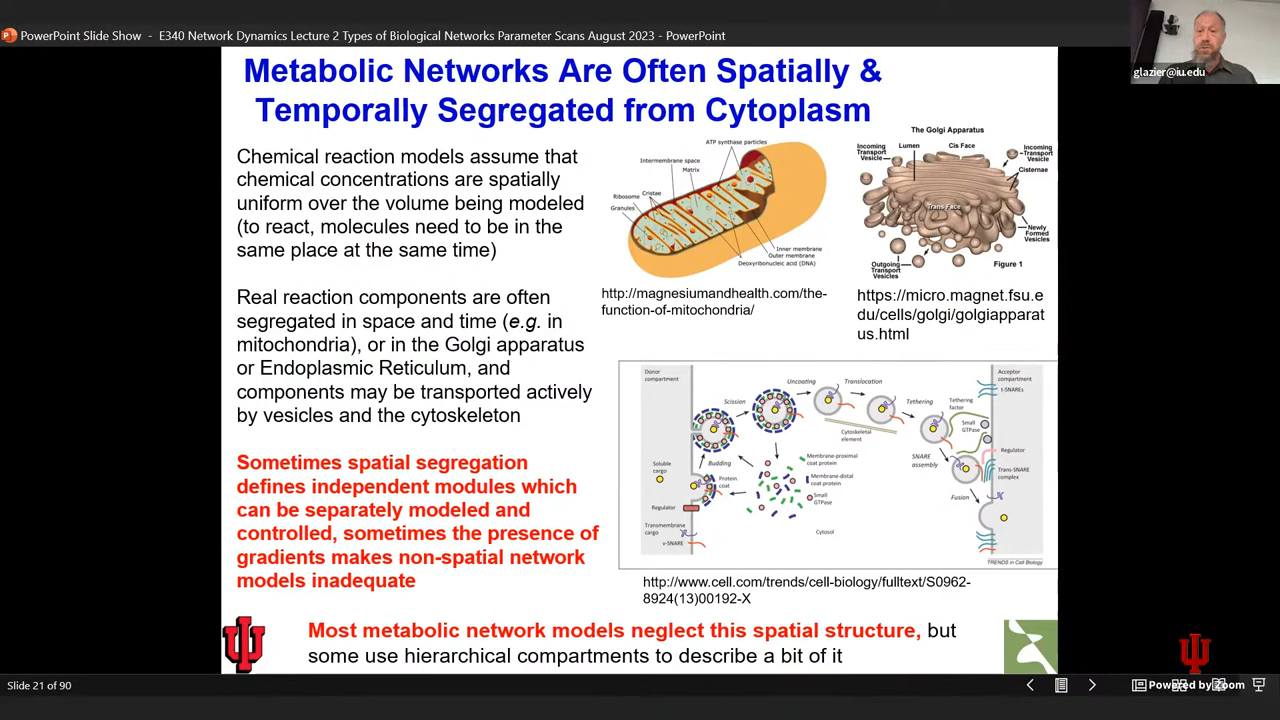 PowerPoint Slide Show - E340 Network Dynamics Lecture 2 Types of Biological Networks Parameter Scans August 2023 - PowerPoint
glazier@iu.edu
Metabolic Networks Are Often Spatially &
Temporally Segregated from Cytoplasm
Chemical reaction models assume that
chemical concentrations are spatially
uniform over the volume being modeled
(to react, molecules need to be in the
same place at the same time)
Real reaction components are often
segregated in space and time (e.g. in
mitochondria), or in the Golgi apparatus
or Endoplasmic Reticulum, and
components may be transported actively
by vesicles and the cytoskeleton
Sometimes spatial segregation
defines independent modules which
can be separately modeled and
controlled, sometimes the presence of
gradients makes non-spatial network
models inadequate
ATP synthase particles
Intermembrane space
Matrix
Ribosome
Cristae
Granules
Inner membrane
Outer membrane
Deoxyribonucleic acid (DNA)
http://magnesiumandhealth.com/the-
function-of-mitochondria/
The Golgi Apparatus
Incoming
Transport
Vesicle
Lumen
Cis Face
Incoming
Transport
Vesicle
Cisternae
Trans Face
Newly
Formed
Vesicles
Outgoing
Transport
Vesicles
Figure 1
https://micro.magnet.fsu.e
du/cells/golgi/golgiapparat
us.html
Donor
compartment
Uncoating
Translocation
Acceptor
compartment
t-SNAREs
Scission
Tethering
Tethering
factor
Cytoskeletal
element
Small
GTPase
SNARE
assembly
Regulator
Trans-SNARE
complex
Soluble
cargo
Budding
Protein
coat
Membrane-proximal
coat protein
Membrane-distal
coat protein
Small
GTPase
Fusion
Regulator
Transmembrane
cargo
v-SNARE
Cytosol
TRENDS in Cell Biology
http://www.cell.com/trends/cell-biology/fulltext/S0962-
8924(13)00192-X
Most metabolic network models neglect this spatial structure, but
some use hierarchical compartments to describe a bit of it
Slide 21 of 90
Powered by Zoom